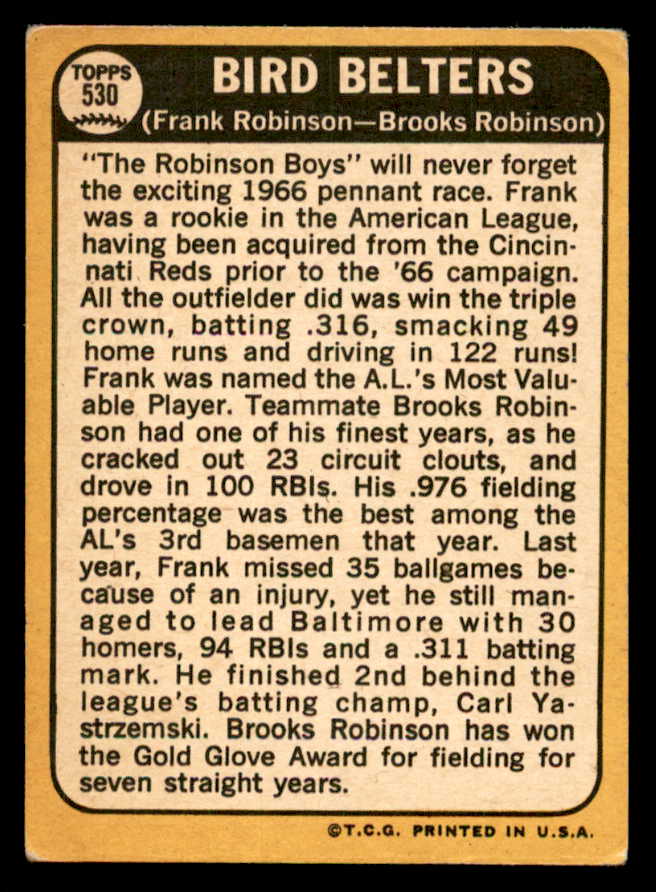 TOPPS
530
BIRD BELTERS
(Frank Robinson—Brooks Robinson)
"The Robinson Boys" will never forget
the exciting 1966 pennant race. Frank
was a rookie in the American League,
having been acquired from the Cincin-
nati Reds prior to the '66 campaign.
All the outfielder did was win the triple
crown, batting .316, smacking 49
home runs and driving in 122 runs!
Frank was named the A.L.'s Most Valu-
able Player. Teammate Brooks Robin-
son had one of his finest years, as he
cracked out 23 circuit clouts, and
drove in 100 RBIs. His .976 fielding
percentage was the best among the
AL's 3rd basemen that year. Last
year, Frank missed 35 ballgames be-
cause of an injury, yet he still man-
aged to lead Baltimore with 30
homers, 94 RBIs and a .311 batting
mark. He finished 2nd behind the
league's batting champ, Carl Ya-
strzemski. Brooks Robinson has won
the Gold Glove Award for fielding for
seven straight years.
©T.C.G. PRINTED IN U.S.A.